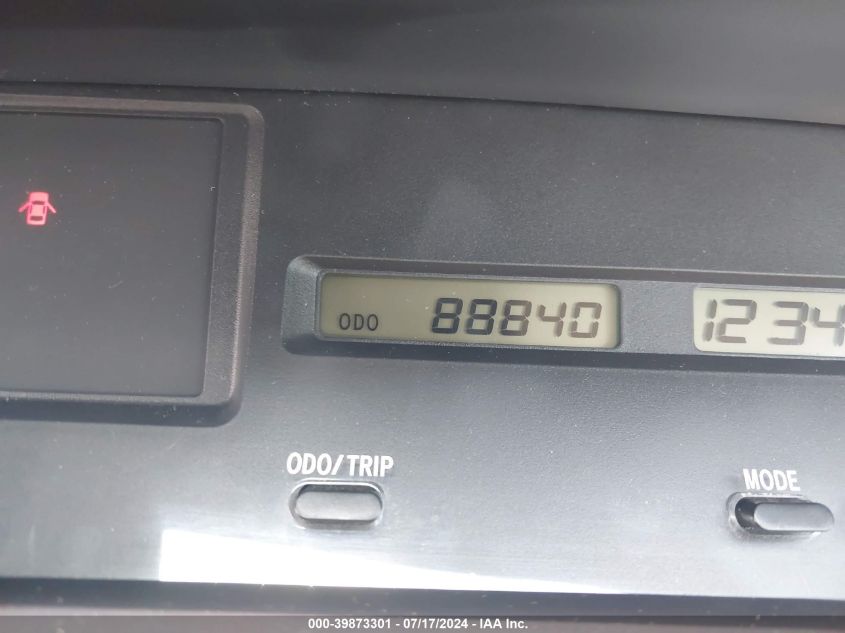 ODO 88840 1234
ODO/TRIP MODE
000-39873301 - 07/17/2024 - IAA Inc.